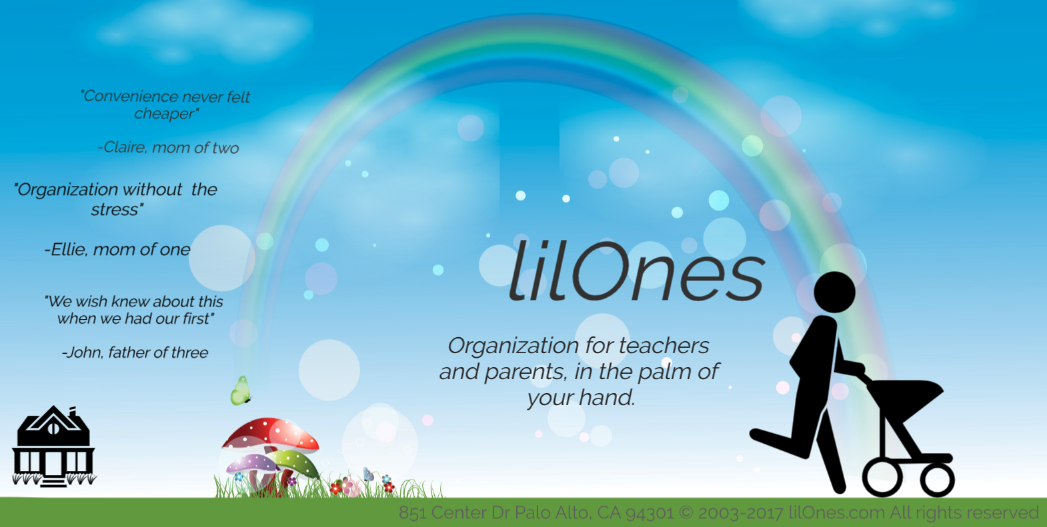 "Convenience never felt
cheaper"
-Claire, mom of two
"Organization without the
stress"
-Ellie, mom of one
"We wish knew about this
when we had our first"
-John, father of three
lilOnes
Organization for teachers
and parents, in the palm of
your hand.
851 Center Dr Palo Alto, CA 94301 © 2003-2017 lilOnes.com All rights reserved